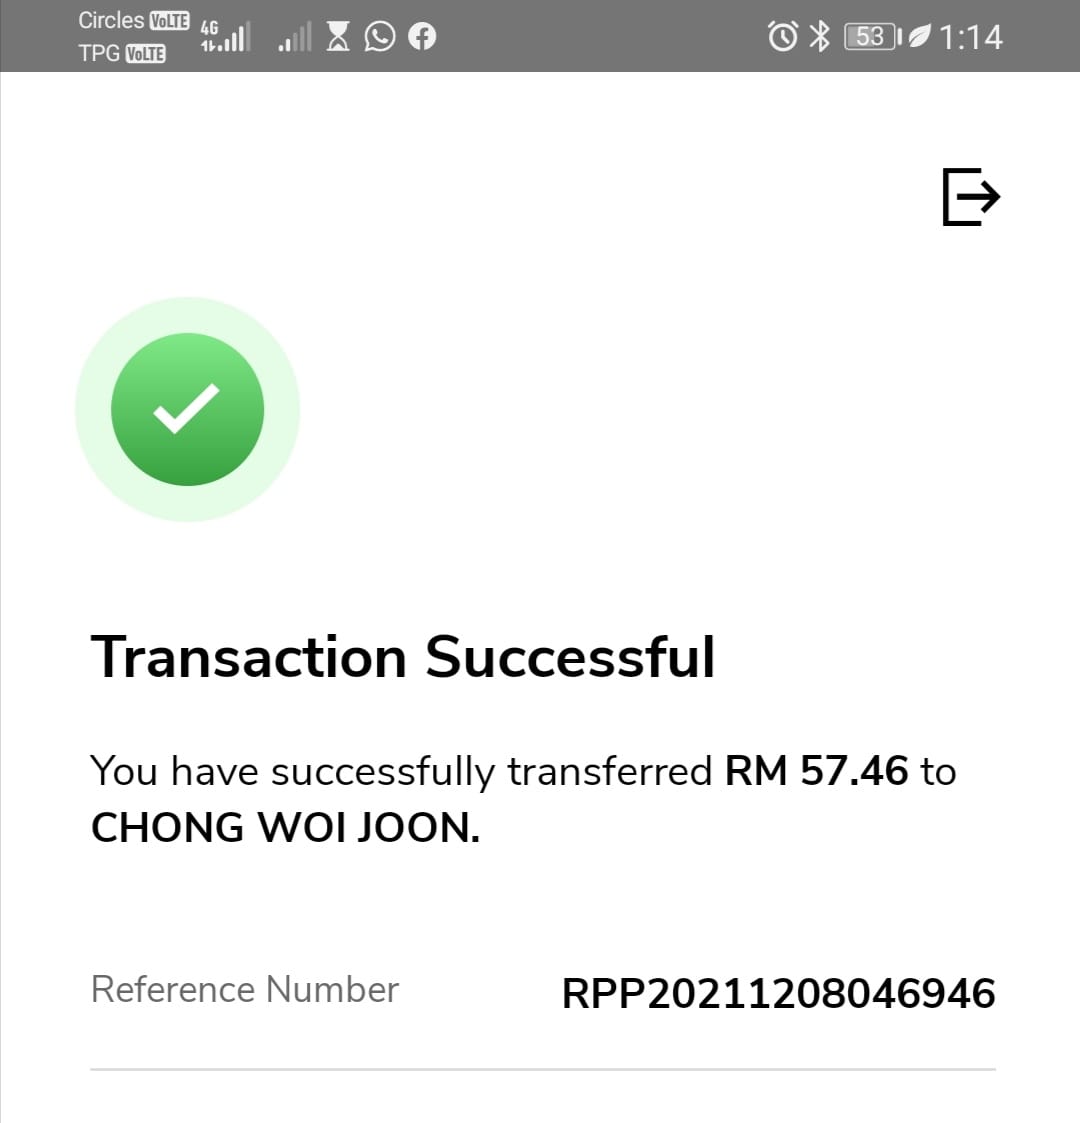 Circles VoLTE
TPG VoLTE
4G
53
1:14
Transaction Successful
You have successfully transferred RM 57.46 to
CHONG WOI JOON.
Reference Number RPP20211208046946